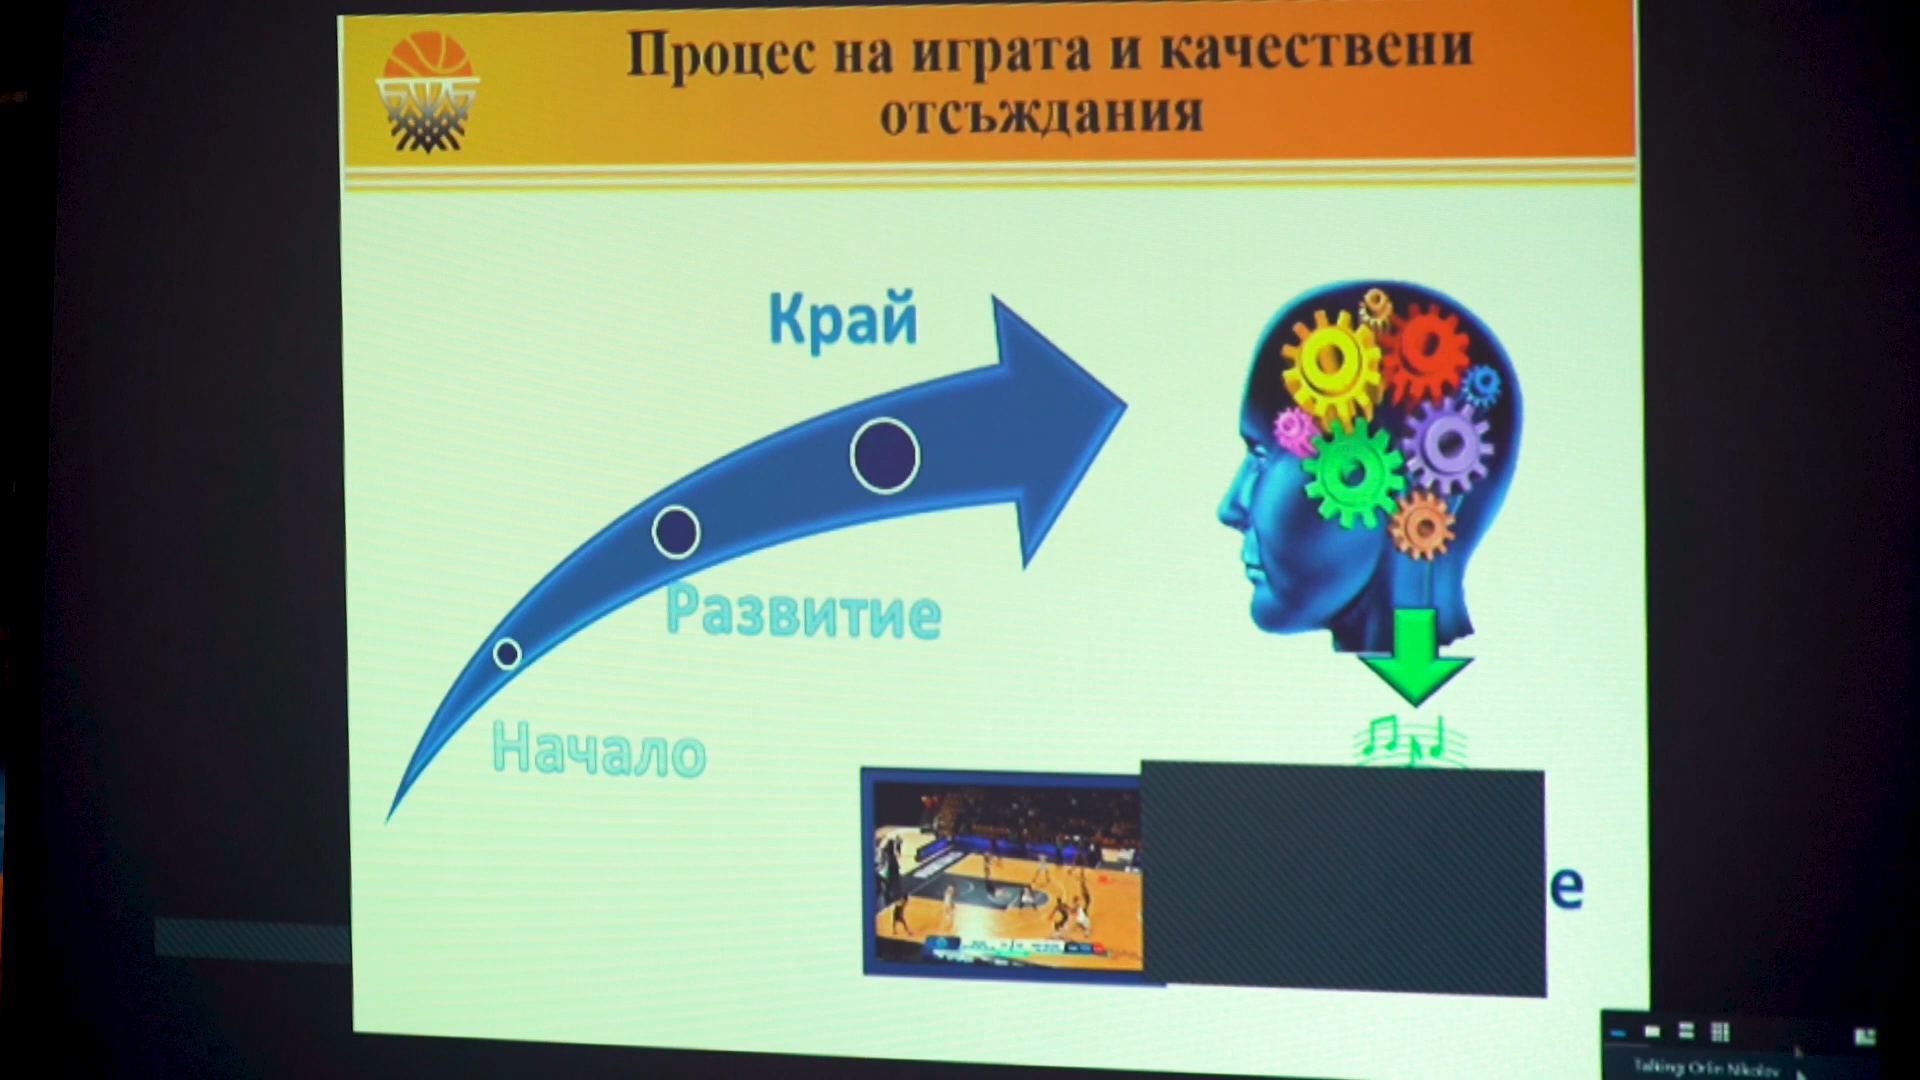 Процес на играта и качествени
отсъждания
Край
Развитие
Начало
е
Talking: Orlin Nikolov